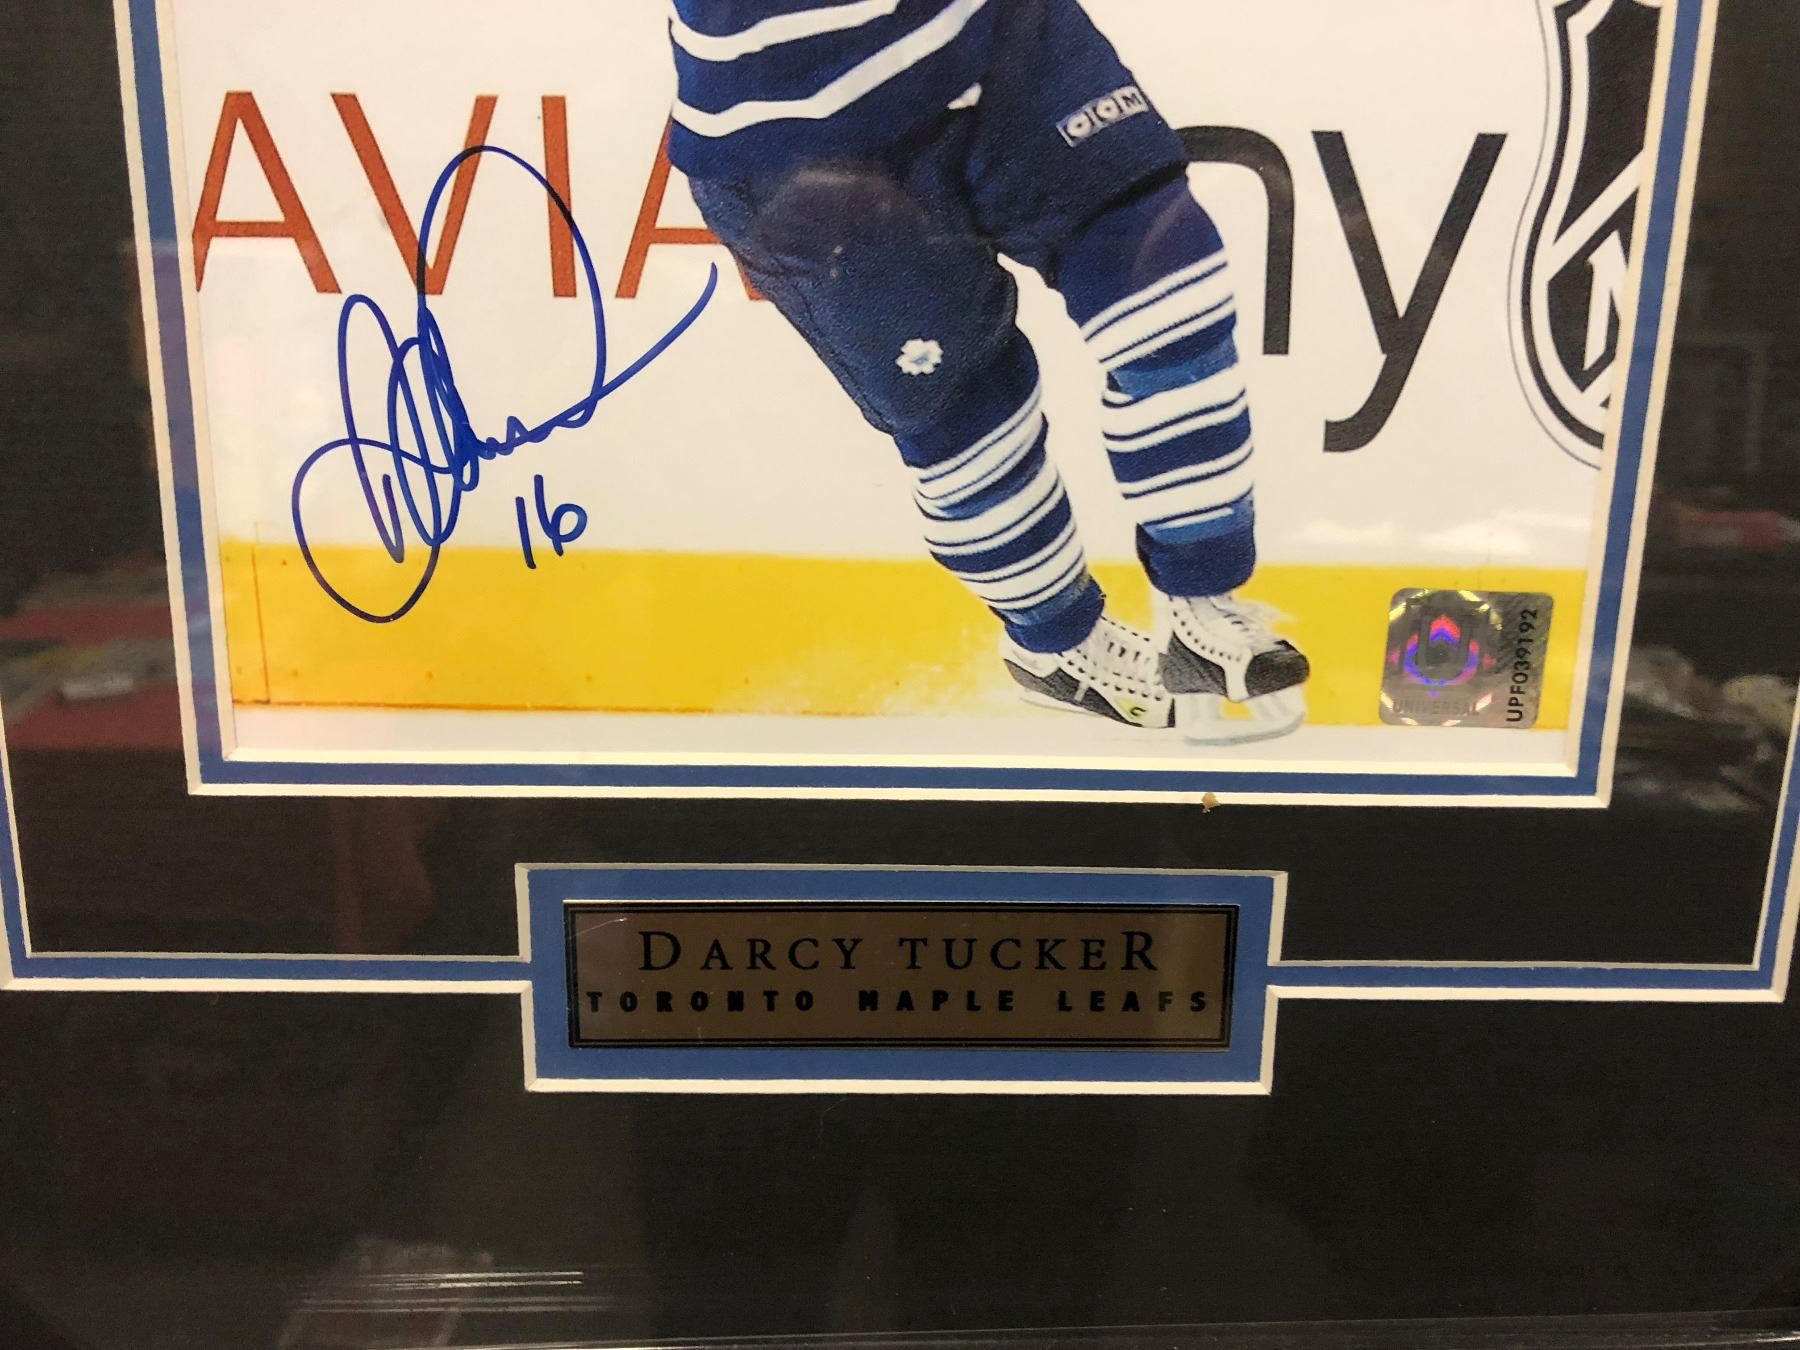 AVIA
ny
CCM
16
UNIVERSAL
UPF039192
DARCY TUCKER
TORONTO MAPLE LEAFS